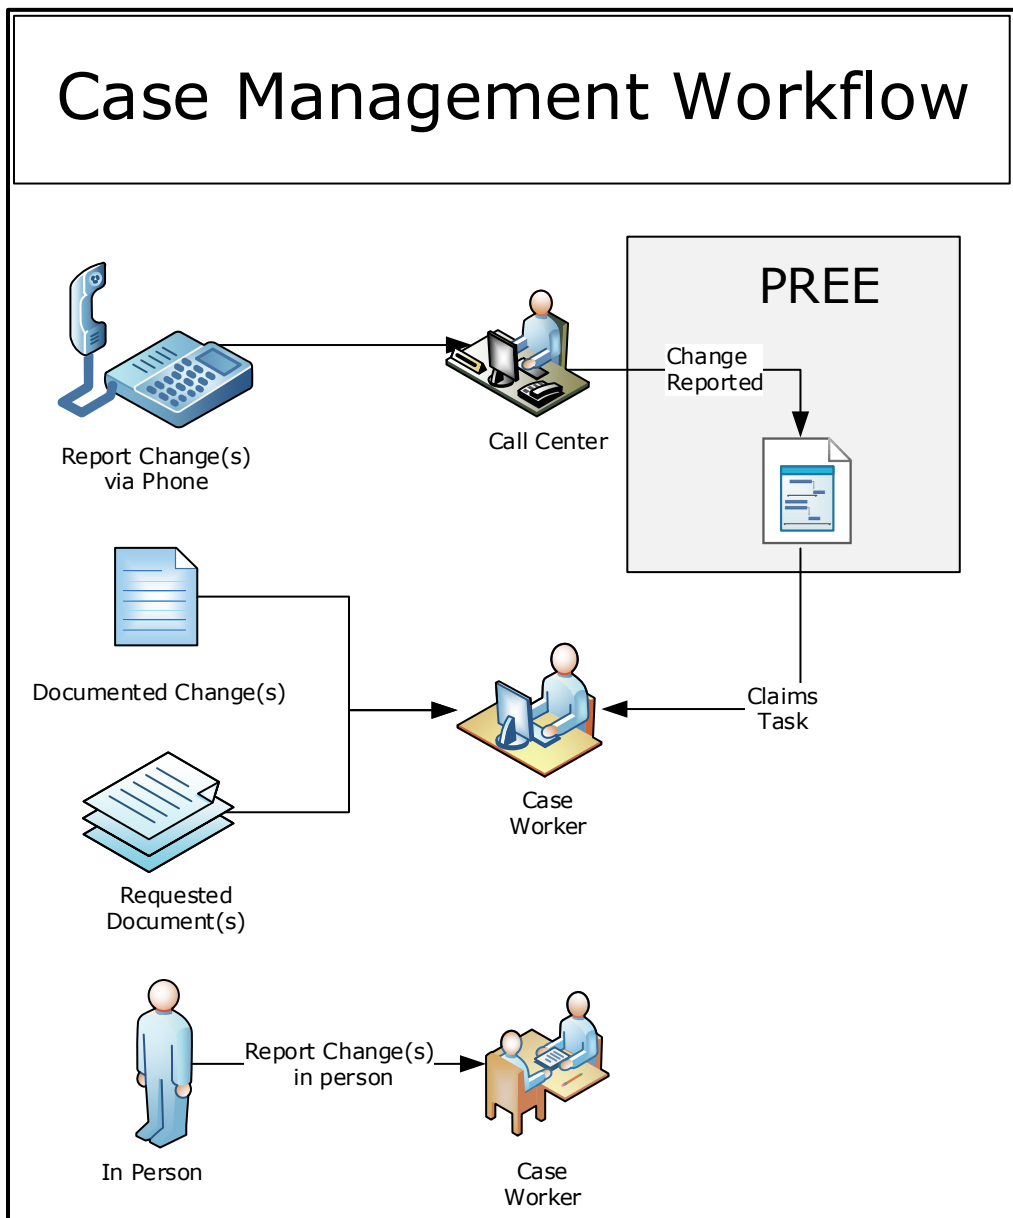 Case Management Workflow
PREE
Change
Reported
Call Center
Report Change(s)
via Phone
Documented Change(s)
Claims
Task
Case
Worker
Requested
Document(s)
Report Change(s)
in person
In Person
Case
Worker